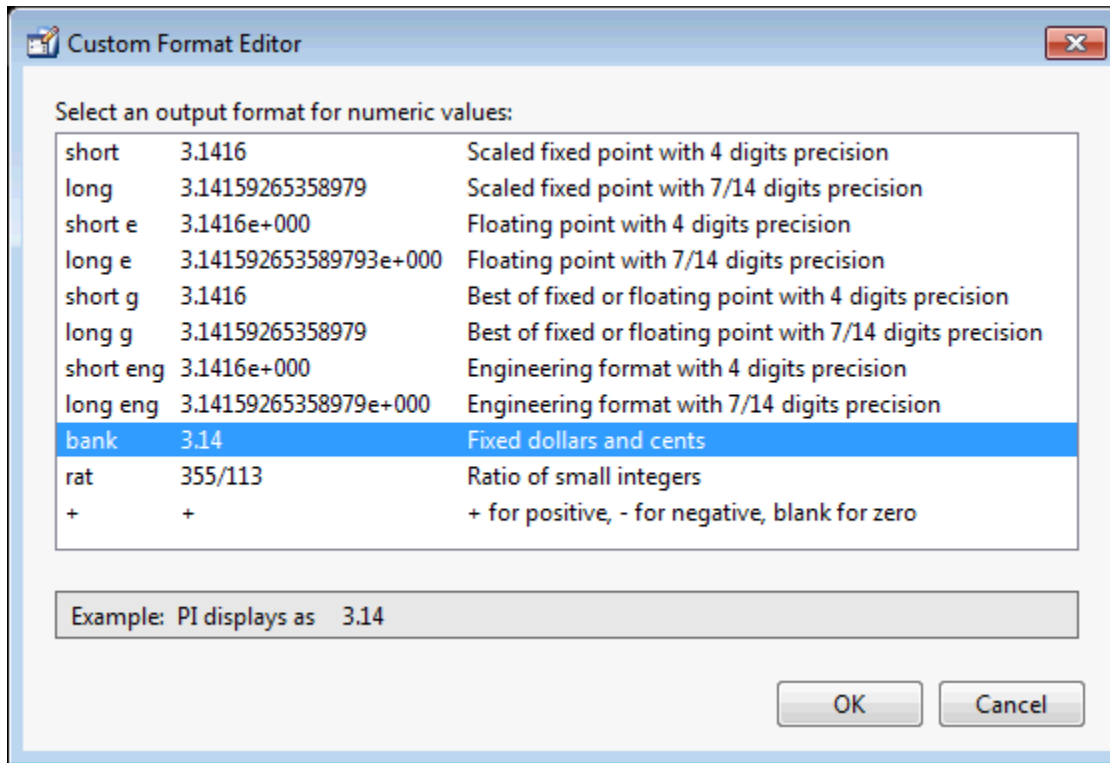 Custom Format Editor
Select an output format for numeric values:
short 3.1416 Scaled fixed point with 4 digits precision
long 3.14159265358979 Scaled fixed point with 7/14 digits precision
short e 3.1416e+000 Floating point with 4 digits precision
long e 3.141592653589793e+000 Floating point with 7/14 digits precision
short g 3.1416 Best of fixed or floating point with 4 digits precision
long g 3.14159265358979 Best of fixed or floating point with 7/14 digits precision
short eng 3.1416e+000 Engineering format with 4 digits precision
long eng 3.14159265358979e+000 Engineering format with 7/14 digits precision
bank 3.14 Fixed dollars and cents
rat 355/113 Ratio of small integers
+ + + for positive, - for negative, blank for zero
Example: PI displays as 3.14
OK Cancel